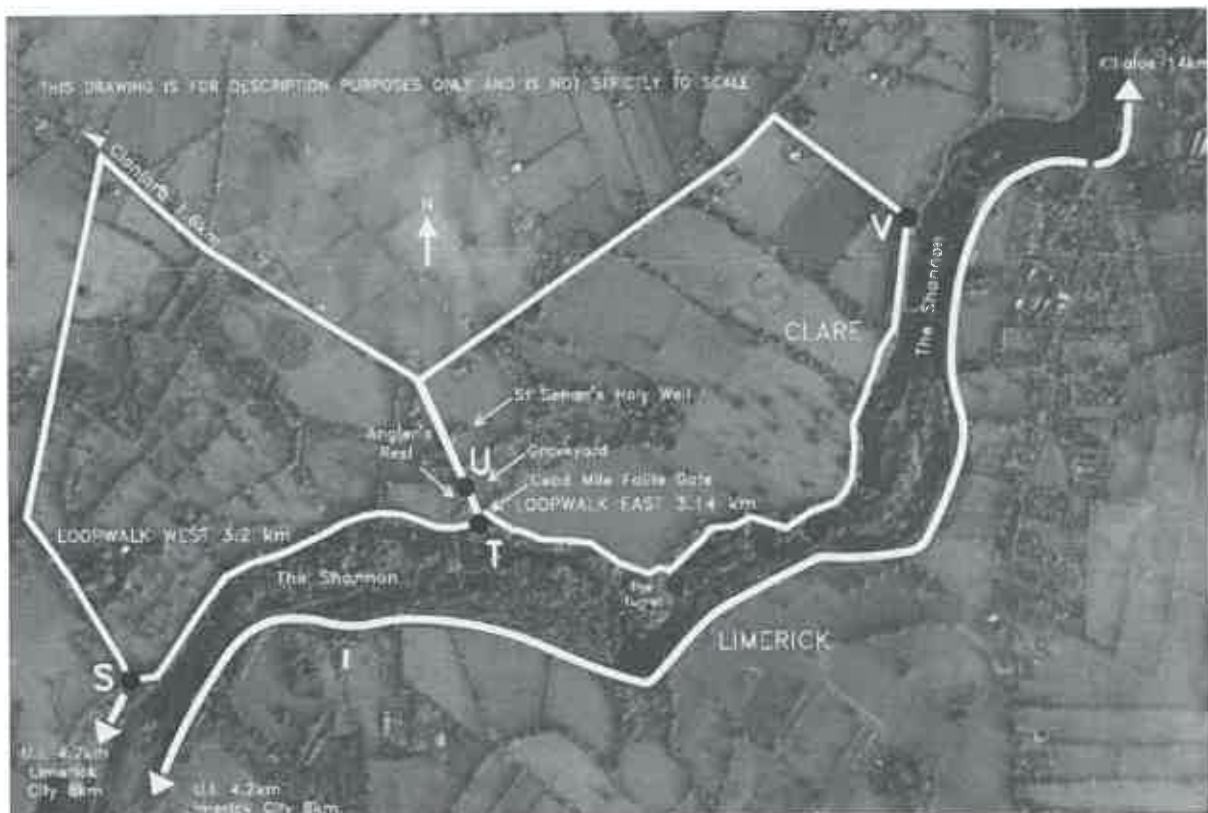 THIS DRAWING IS FOR DESCRIPTION PURPOSES ONLY AND IS NOT STRICTLY TO SCALE
14km
N
V
The Shannon
CLARE
St Senan's Holy Well
Angler's
Rest
U
Graveyard
Cead Mile Failte Gate
LOOPWALK EAST 3.14 km
LOOPWALK WEST 3.2 km
T
The Shannon
The
LIMERICK
S
4.2km
Limerick
City 8km
4.2km
City 8km